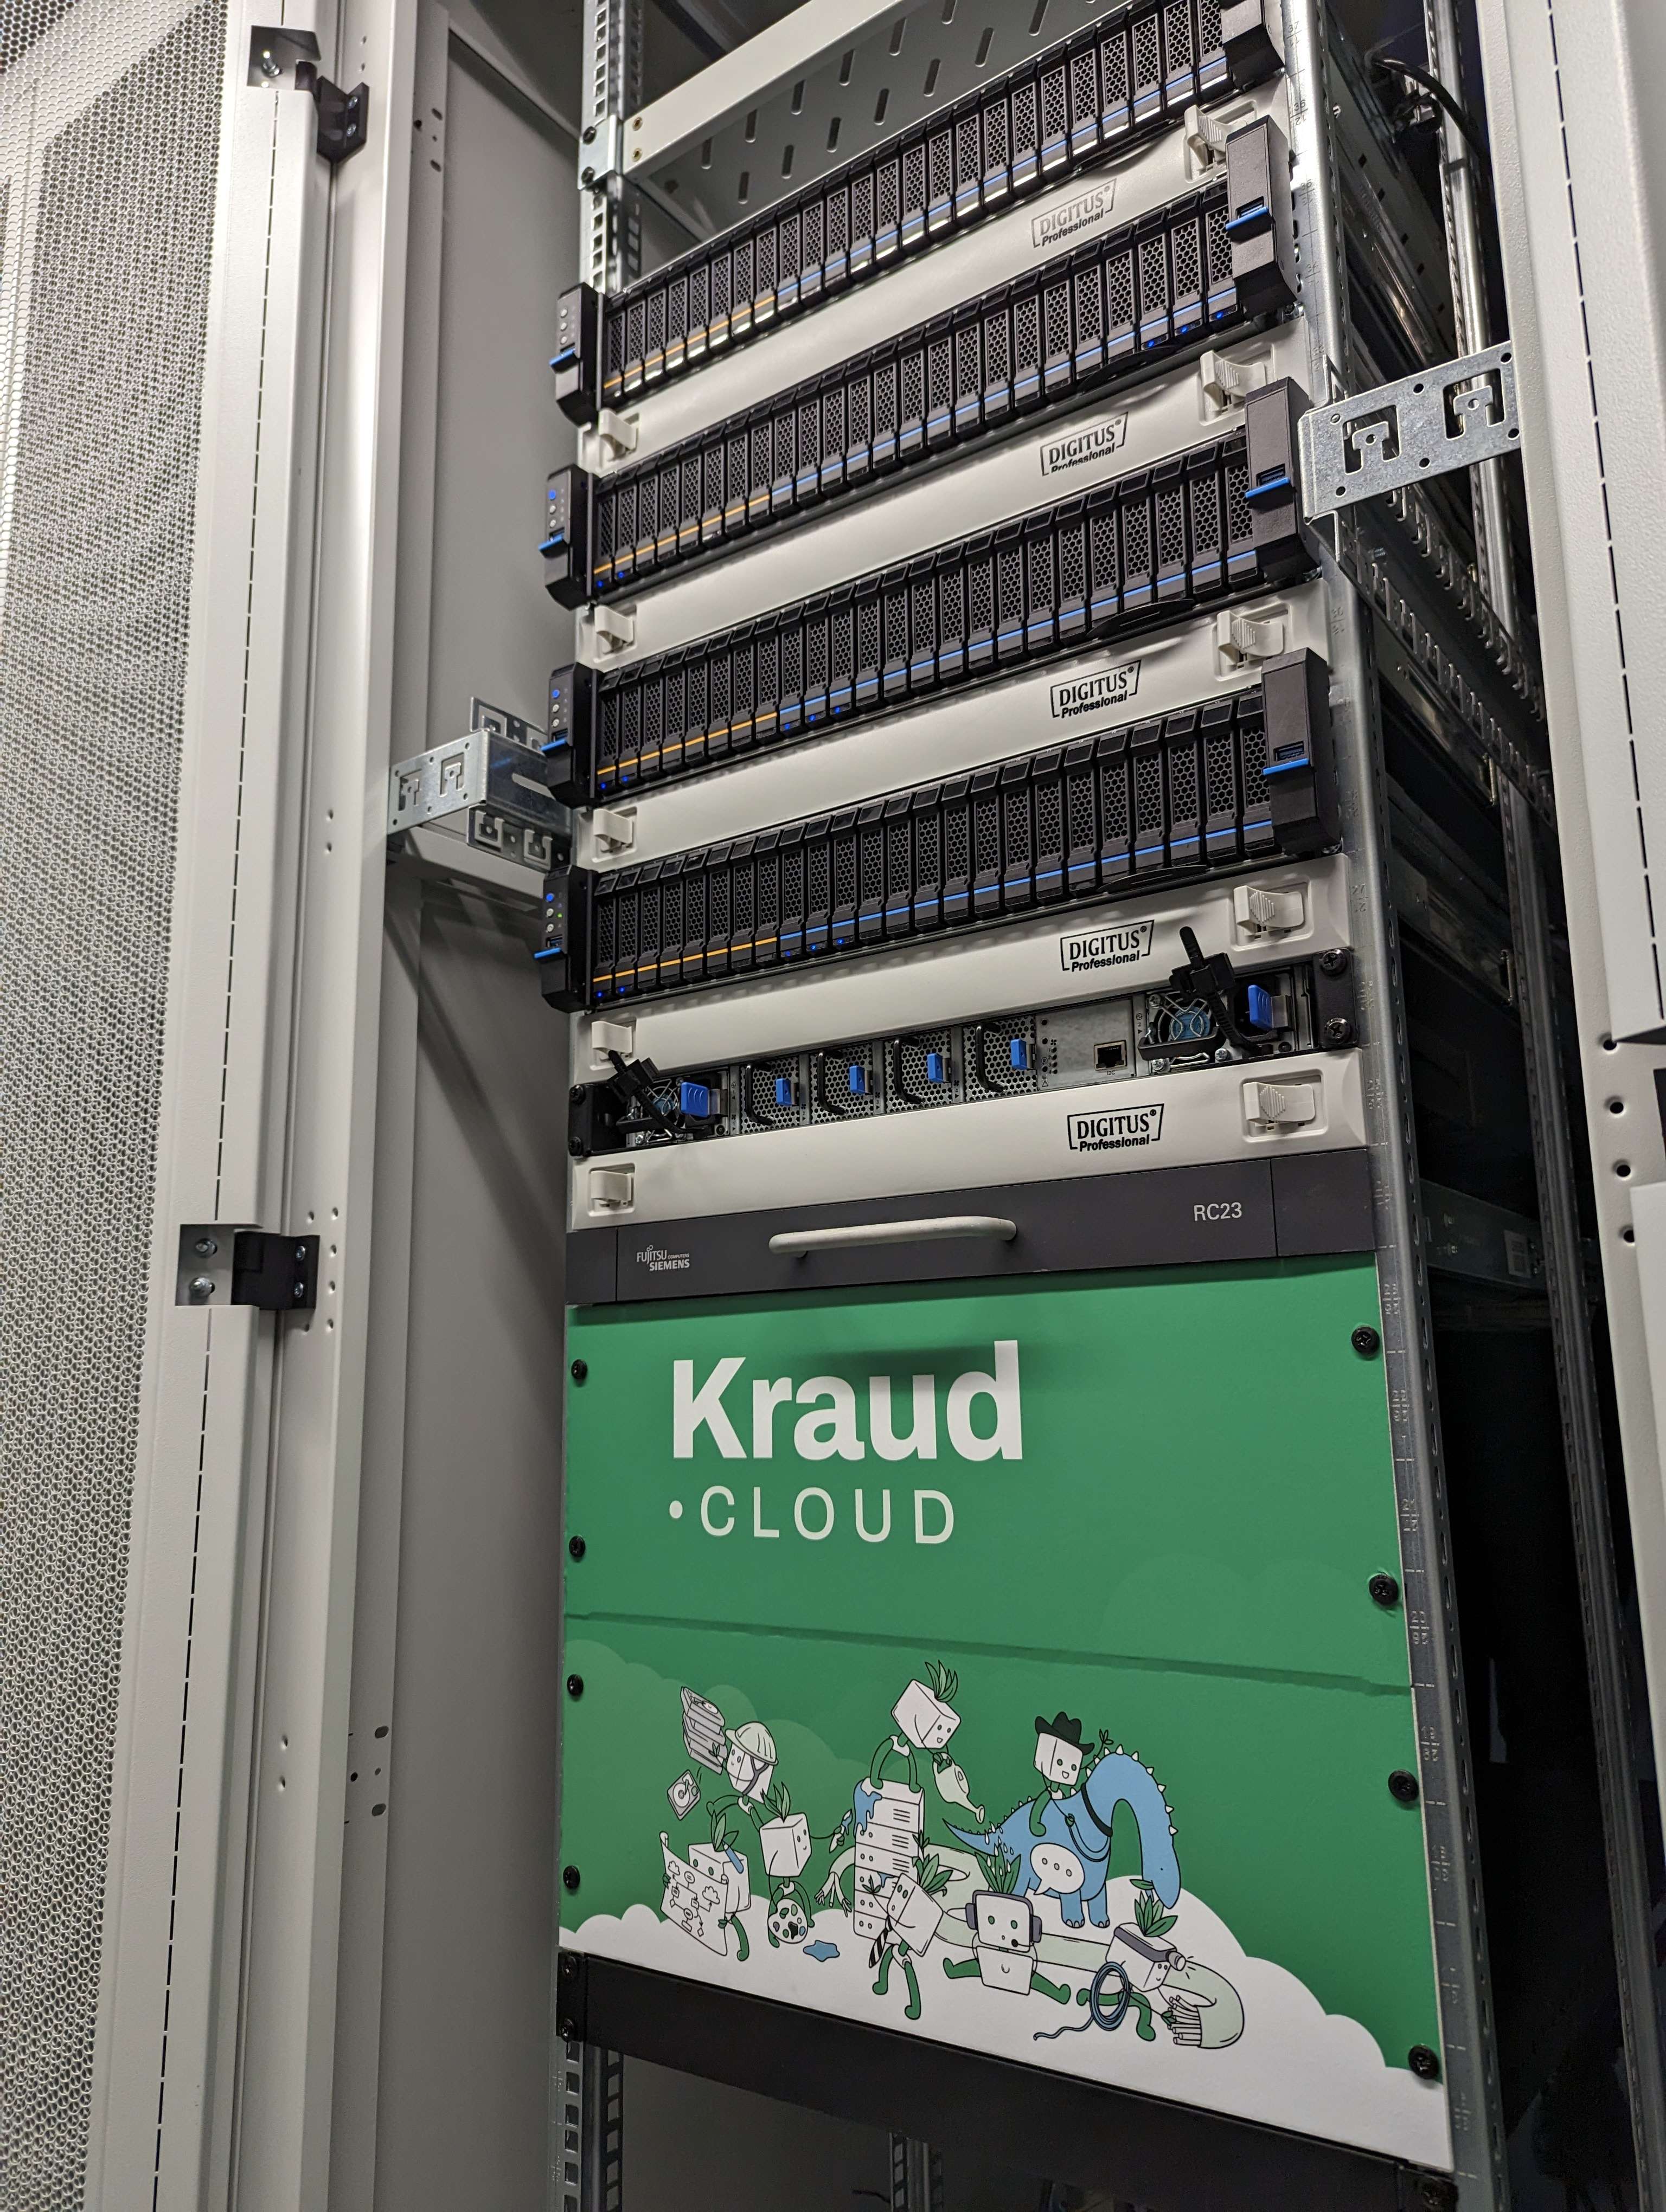 DIGITUS®
Professional
DIGITUS®
Professional
DIGITUS®
Professional
DIGITUS®
Professional
DIGITUS®
Professional
RC23
FUJITSU COMPUTERS
SIEMENS
Kraud
•CLOUD